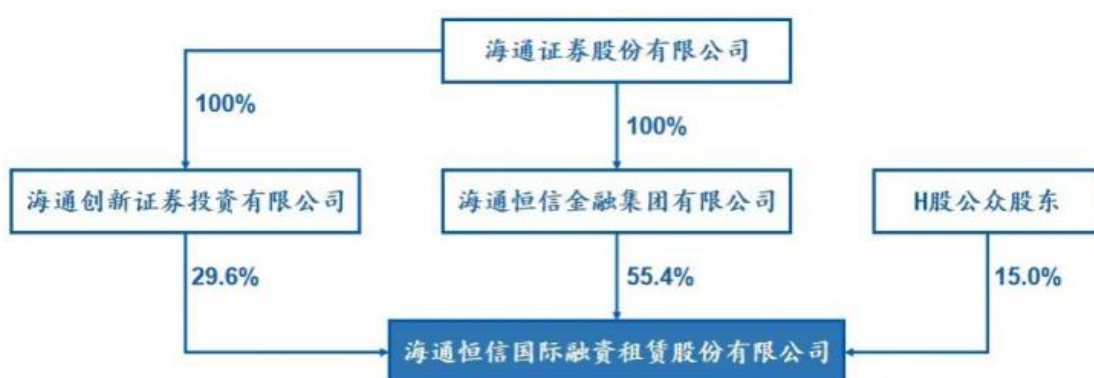 海通证券股份有限公司
100%
100%
海通创新证券投资有限公司
海通恒信金融集团有限公司
H股公众股东
29.6%
55.4%
15.0%
海通恒信国际融资租赁股份有限公司